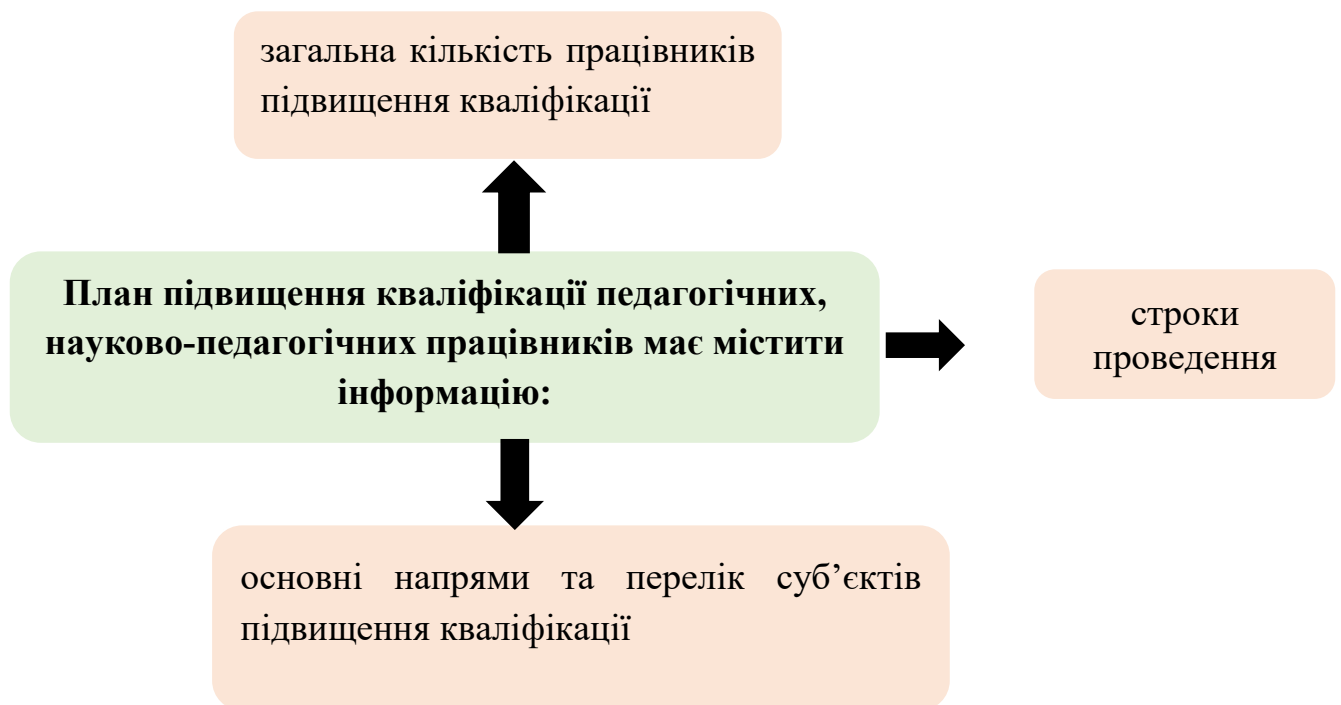 загальна кількість працівників
підвищення кваліфікації
План підвищення кваліфікації педагогічних,
науково-педагогічних працівників має містити
інформацію:
строки
проведення
основні напрями та перелік суб’єктів
підвищення кваліфікації